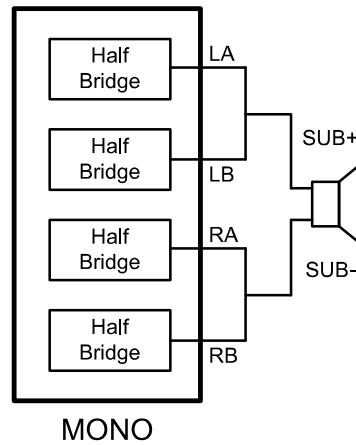 Half
Bridge
LA
Half
Bridge
LB
SUB+
Half
Bridge
RA
SUB-
Half
Bridge
RB
MONO